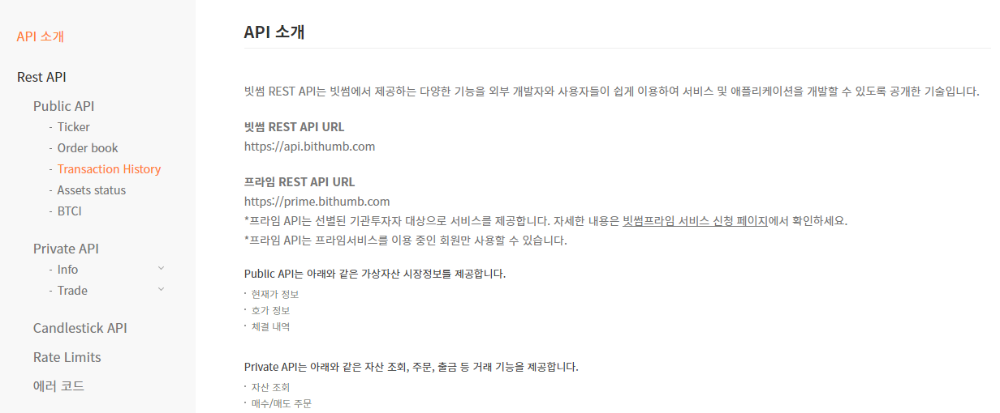 API 소개
Rest API
Public API
- Ticker
- Order book
- Transaction History
- Assets status
- BTCI
Private API
- Info
- Trade
Candlestick API
Rate Limits
에러 코드
API 소개
빗썸 REST API는 빗썸에서 제공하는 다양한 기능을 외부 개발자와 사용자들이 쉽게 이용하여 서비스 및 애플리케이션을 개발할 수 있도록 공개한 기술입니다.
빗썸 REST API URL
https://api.bithumb.com
프라임 REST API URL
https://prime.bithumb.com
*프라임 API는 선별된 기관투자자 대상으로 서비스를 제공합니다. 자세한 내용은 빗썸프라임 서비스 신청 페이지에서 확인하세요.
*프라임 API는 프라임서비스를 이용 중인 회원만 사용할 수 있습니다.
Public API는 아래와 같은 가상자산 시장정보를 제공합니다.
· 현재가 정보
· 호가 정보
· 체결 내역
Private API는 아래와 같은 자산 조회, 주문, 출금 등 거래 기능을 제공합니다.
· 자산 조회
· 매수/매도 주문